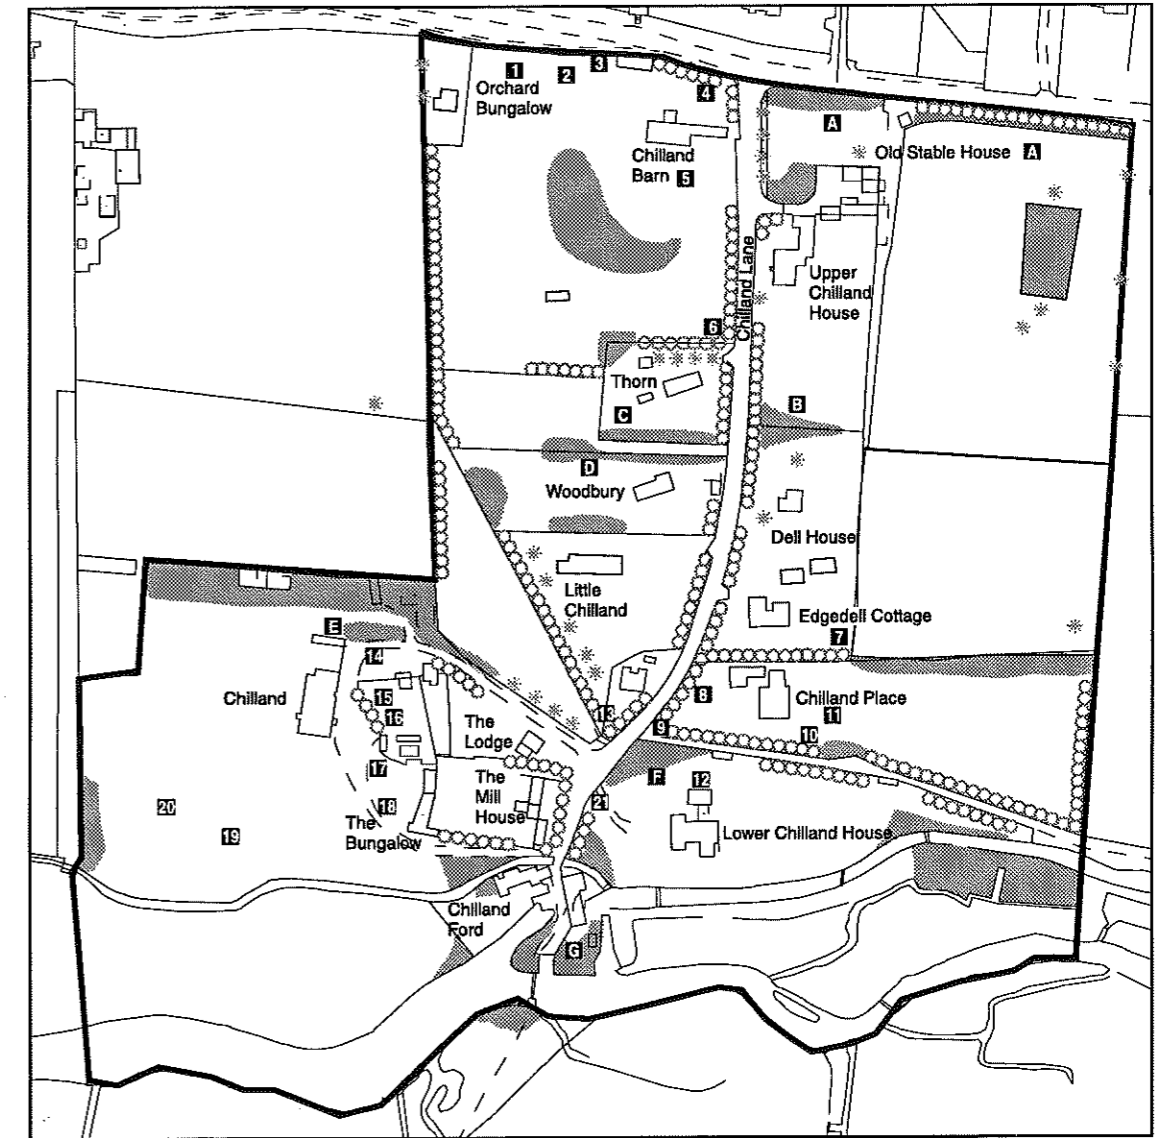 1
2
3
4
Orchard
Bungalow
A
Chilland
Barn 5
Old Stable House A
Chilland Lane
Upper
Chilland
House
6
Thorn
C
B
D
Woodbury
Dell House
Little
Chilland
Edgedell Cottage
7
E
14
Chilland
15
16
The
Lodge
13
8
Chilland Place
9
11
10
17
The
Mill
House
F
12
20
18
21
19
The
Bungalow
Lower Chilland House
Chilland
Ford
G